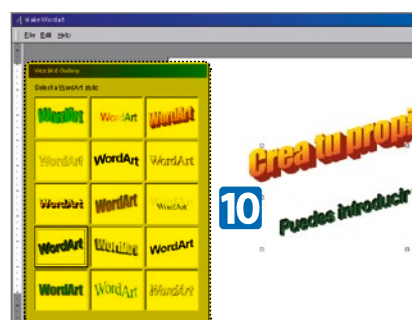 Make WordArt
File Edit Help
WordArt Gallery
Select a WordArt style:
WordArt WordArt WordArt
WordArt WordArt WordArt
WordArt WordArt WordArt
WordArt WordArt WordArt
WordArt WordArt WordArt
Crea tu propi
10
Puedes introducir